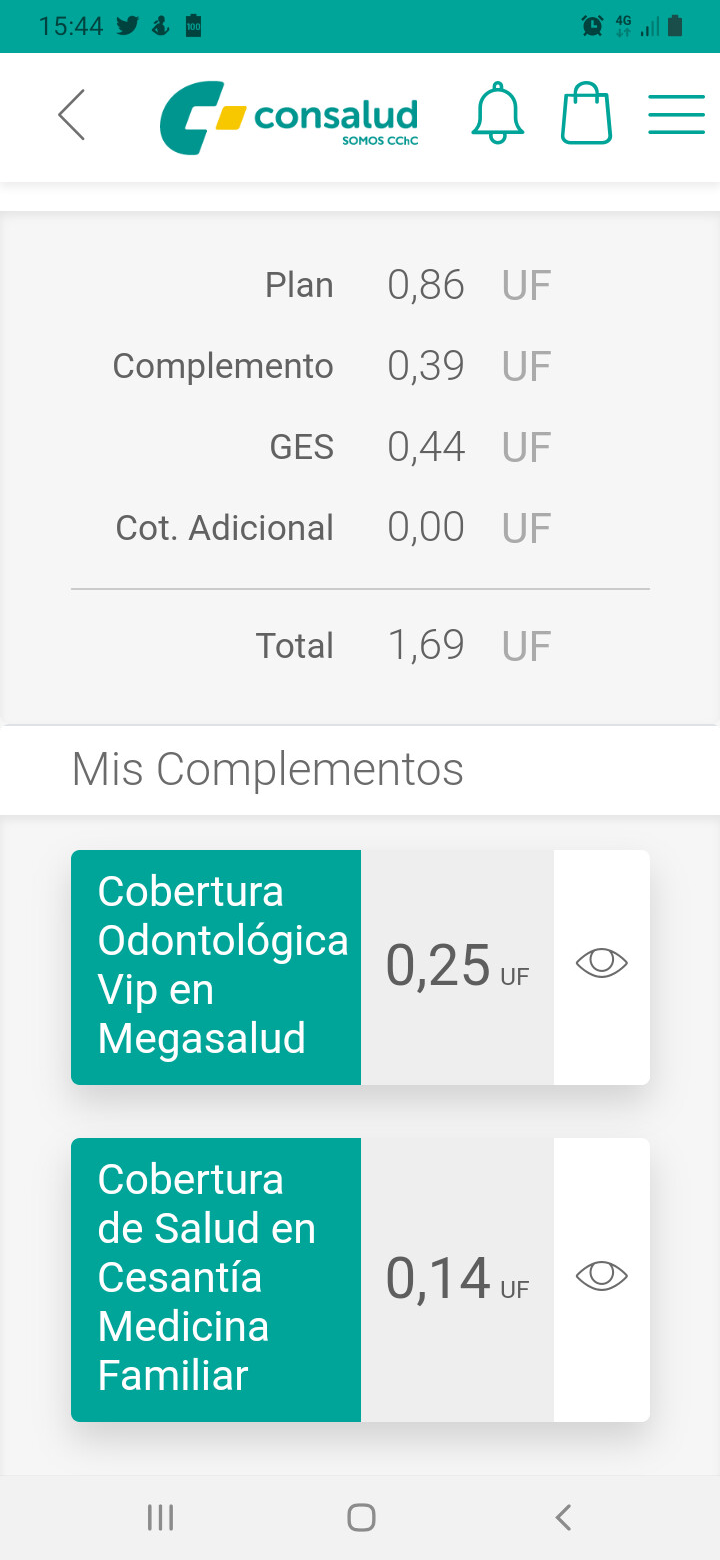 15:44 100 4G
consalud
SOMOS CChC
Plan 0,86 UF
Complemento 0,39 UF
GES 0,44 UF
Cot. Adicional 0,00 UF
Total 1,69 UF
Mis Complementos
Cobertura
Odontológica
Vip en
Megasalud
0,25 UF
Cobertura
de Salud en
Cesantía
Medicina
Familiar
0,14 UF